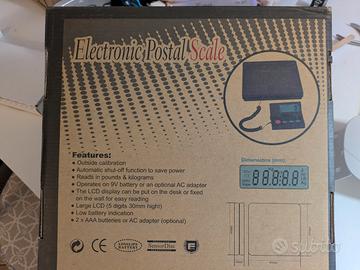 Electronic Postal Scale
Features:
Outside calibration
Automatic shut-off function to save power
Reads in pounds & kilograms
Operates on 9V battery or an optional AC adapter
The LCD display can be put on the desk or fixed
on the wall for easy reading
Large LCD (5 digits 30mm hight)
Low battery indication
2 x AAA batteries or AC adapter (optional)
Dimensions (mm):
LONGLIFE
BATTERY
SensorDisc
subito